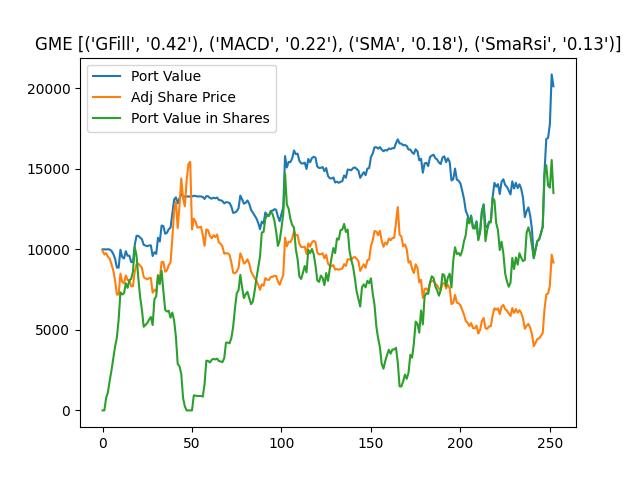 GME [('GFill', '0.42'), ('MACD', '0.22'), ('SMA', '0.18'), ('SmaRsi', '0.13')]
Port Value
Adj Share Price
Port Value in Shares
20000
15000
10000
5000
0
0 50 100 150 200 250